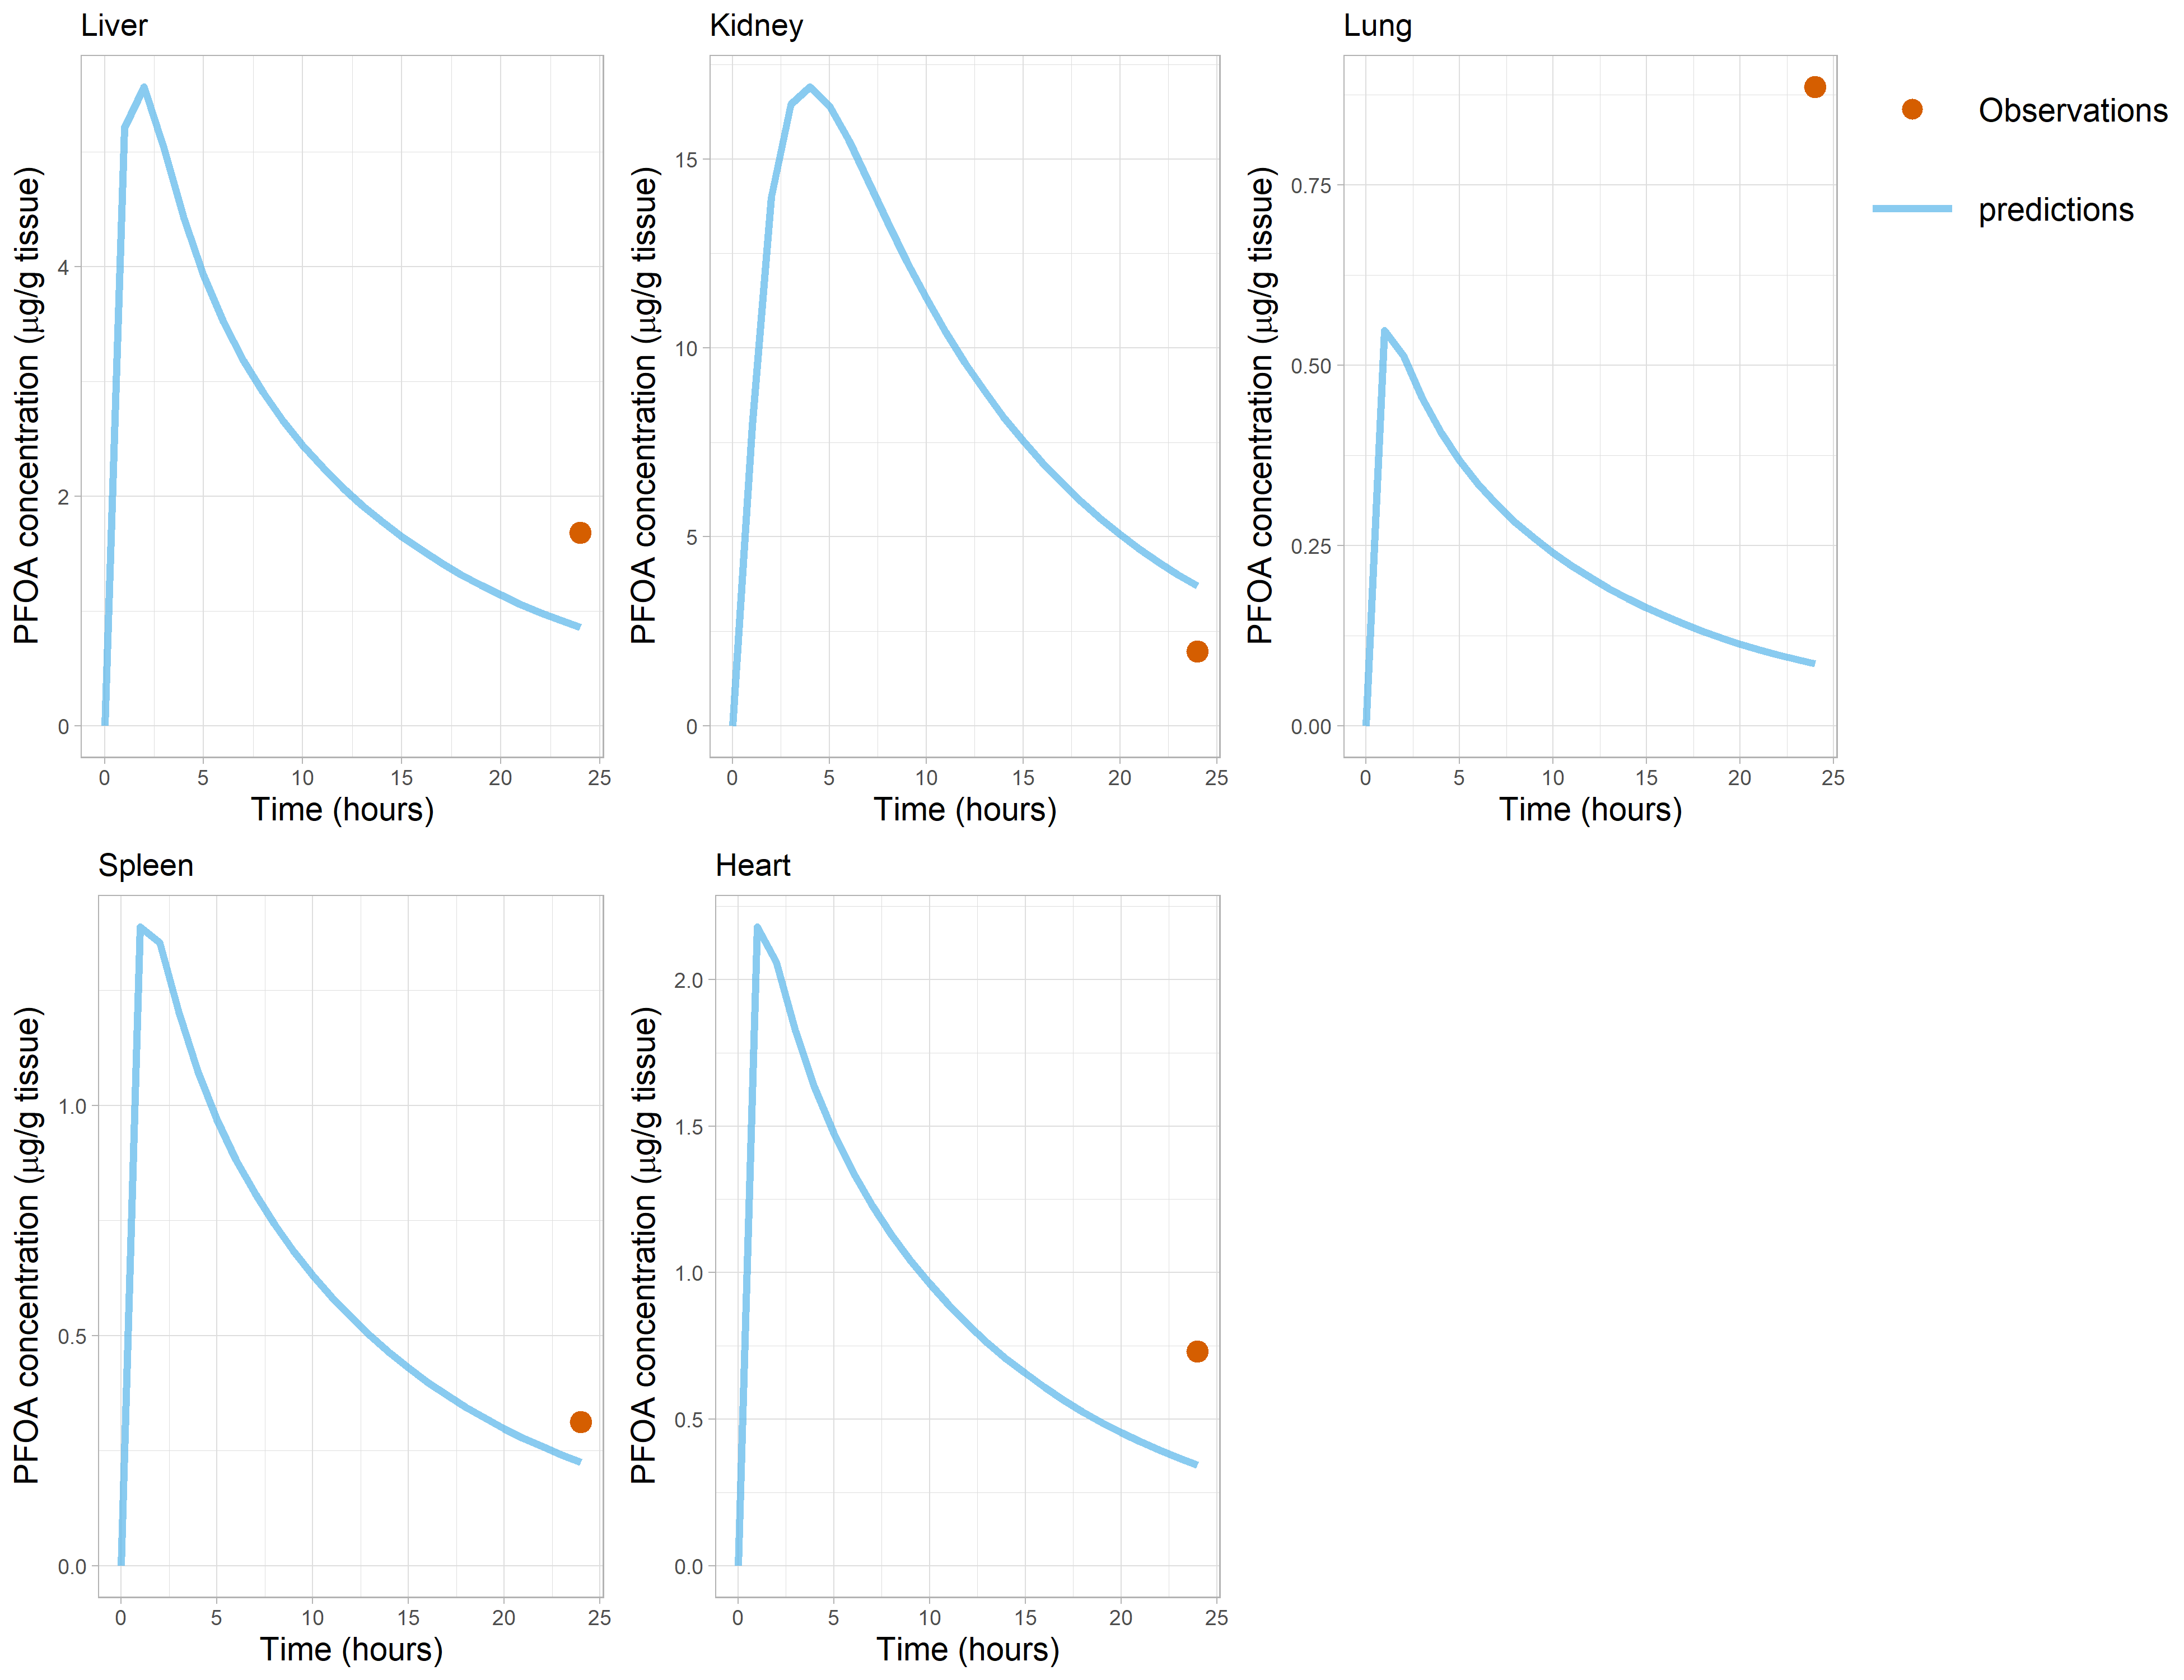 Liver
PFOA concentration (μg/g tissue)
4
2
0
0 5 10 15 20 25
Time (hours)
Kidney
PFOA concentration (μg/g tissue)
15
10
5
0
0 5 10 15 20 25
Time (hours)
Lung
PFOA concentration (μg/g tissue)
0.75
0.50
0.25
0.00
0 5 10 15 20 25
Time (hours)
Observations
predictions
Spleen
PFOA concentration (μg/g tissue)
1.0
0.5
0.0
0 5 10 15 20 25
Time (hours)
Heart
PFOA concentration (μg/g tissue)
2.0
1.5
1.0
0.5
0.0
0 5 10 15 20 25
Time (hours)